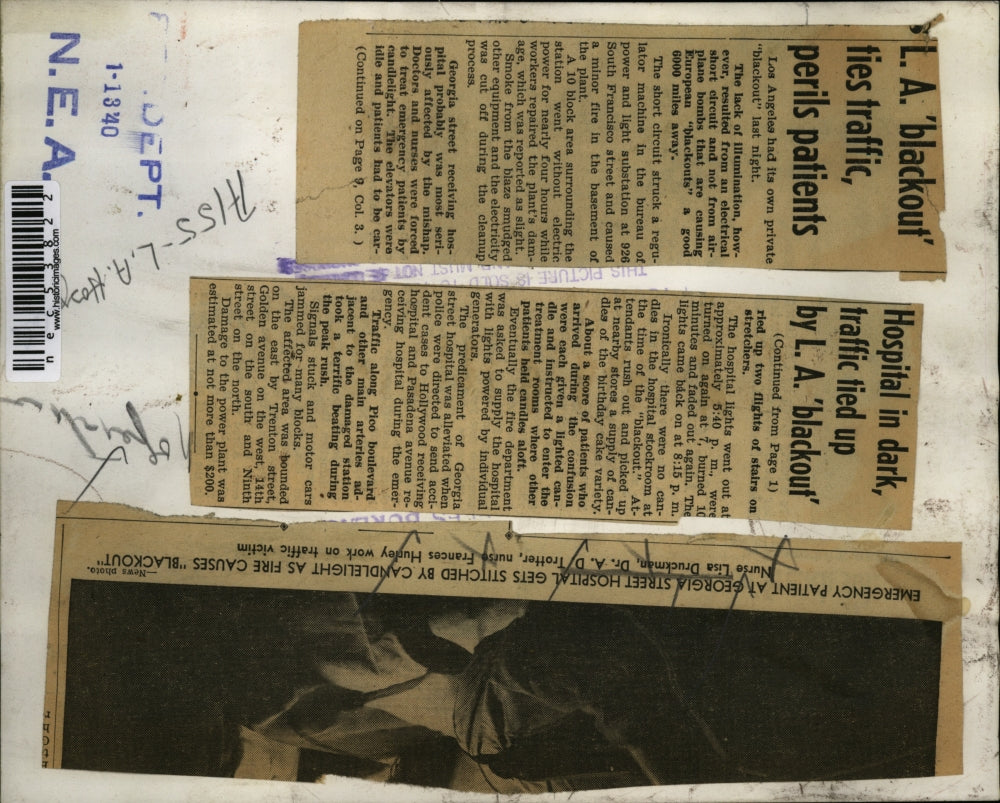 L. A. 'blackout'
ties traffic,
perils patients
Los Angeles had its own private
"blackout" last night.
The lack of illumination, how-
ever, resulted from an electrical
short circuit and not from air-
plane bombs that are causing
European "blackouts" a good
6000 miles away.
The short circuit struck a regu-
lator machine in the bureau of
power and light substation at 926
South Francisco street and caused
a minor fire in the basement of
the plant.
A 10 block area surrounding the
station went without electric
power for nearly four hours while
workers repaired the plant's dam-
age, which was reported as slight.
Smoke from the blaze smudged
other equipment and the electricity
was cut off during the cleanup
process.
Georgia street receiving hos-
pital probably was most seri-
ously affected by the mishap.
Doctors and nurses were forced
to treat emergency patients by
candlelight. The elevators were
idle and patients had to be car-
(Continued on Page 9, Col. 3.)
Hospital in dark,
traffic tied up
by L. A. 'blackout'
(Continued from Page 1)
ried up two flights of stairs on
stretchers.
The hospital lights went out at
approximately 5:40 p. m., were
turned on again at 7, burned 10
minutes and faded out again. The
lights came back on at 8:15 p. m.
Ironically there were no can-
dles in the hospital stockroom at
the time of the "blackout." At-
tendants rush out and picked up
at nearby stores a supply of can-
dles of the birthday cake variety.
About a score of patients who
arrived during the confusion
were each given a lighted can-
dle and instructed to enter the
treatment rooms where other
patients held candles aloft.
Eventually the fire department
was asked to supply the hospital
with lights powered by individual
generators.
The predicament of Georgia
street hospital was alleviated when
police were directed to send acci-
dent cases to Hollywood receiving
hospital and Pasadena avenue re-
ceiving hospital during the emer-
gency.
Traffic along Pico boulevard
and other main arteries ad-
jacent to the damaged station
took a terrific beating during
the peak rush.
Signals stuck and motor cars
jammed for many blocks.
The affected area was bounded
on the east by Trenton street,
Golden avenue on the west, 14th
street on the south and Ninth
street on the north.
Damage to the power plant was
estimated at not more than $200.
—News photo.
EMERGENCY PATIENT AT GEORGIA STREET HOSPITAL GETS STITCHED BY CANDLELIGHT AS FIRE CAUSES "BLACKOUT"
Nurse Lisa Druckman, Dr. A. D. Trotter, nurse Frances Hurley work on traffic victim
DEPT.
1-13'40
N.E.A.
HISS-L.A. Hosp
THIS PICTURE IS SOLD TO
MUST NOT
www.historicimages.com
nec53822